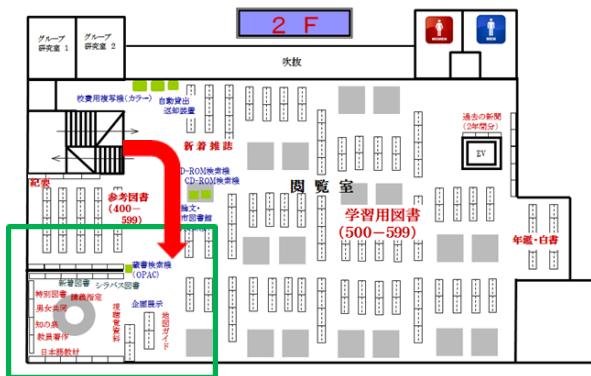 ２Ｆ
グループ
研究室 1
グループ
研究室 2
WOMEN
MEN
吹抜
校費用複写機(カラー)
自動貸出
返却装置
過去の新聞
(2年間分)
新着雑誌
EV
CD-ROM検索機
CD-ROM検索機
紀要
閲覧室
参考図書
(400－
599)
論文・
市図書館
学習用図書
(500－599)
年鑑・白書
蔵書検索機
(OPAC)
新着図書
シラバス図書
特別図書
講義指定
男女共同
企画展示
知の泉
視聴覚資料
地図ガイド
教員著作
日本語教材